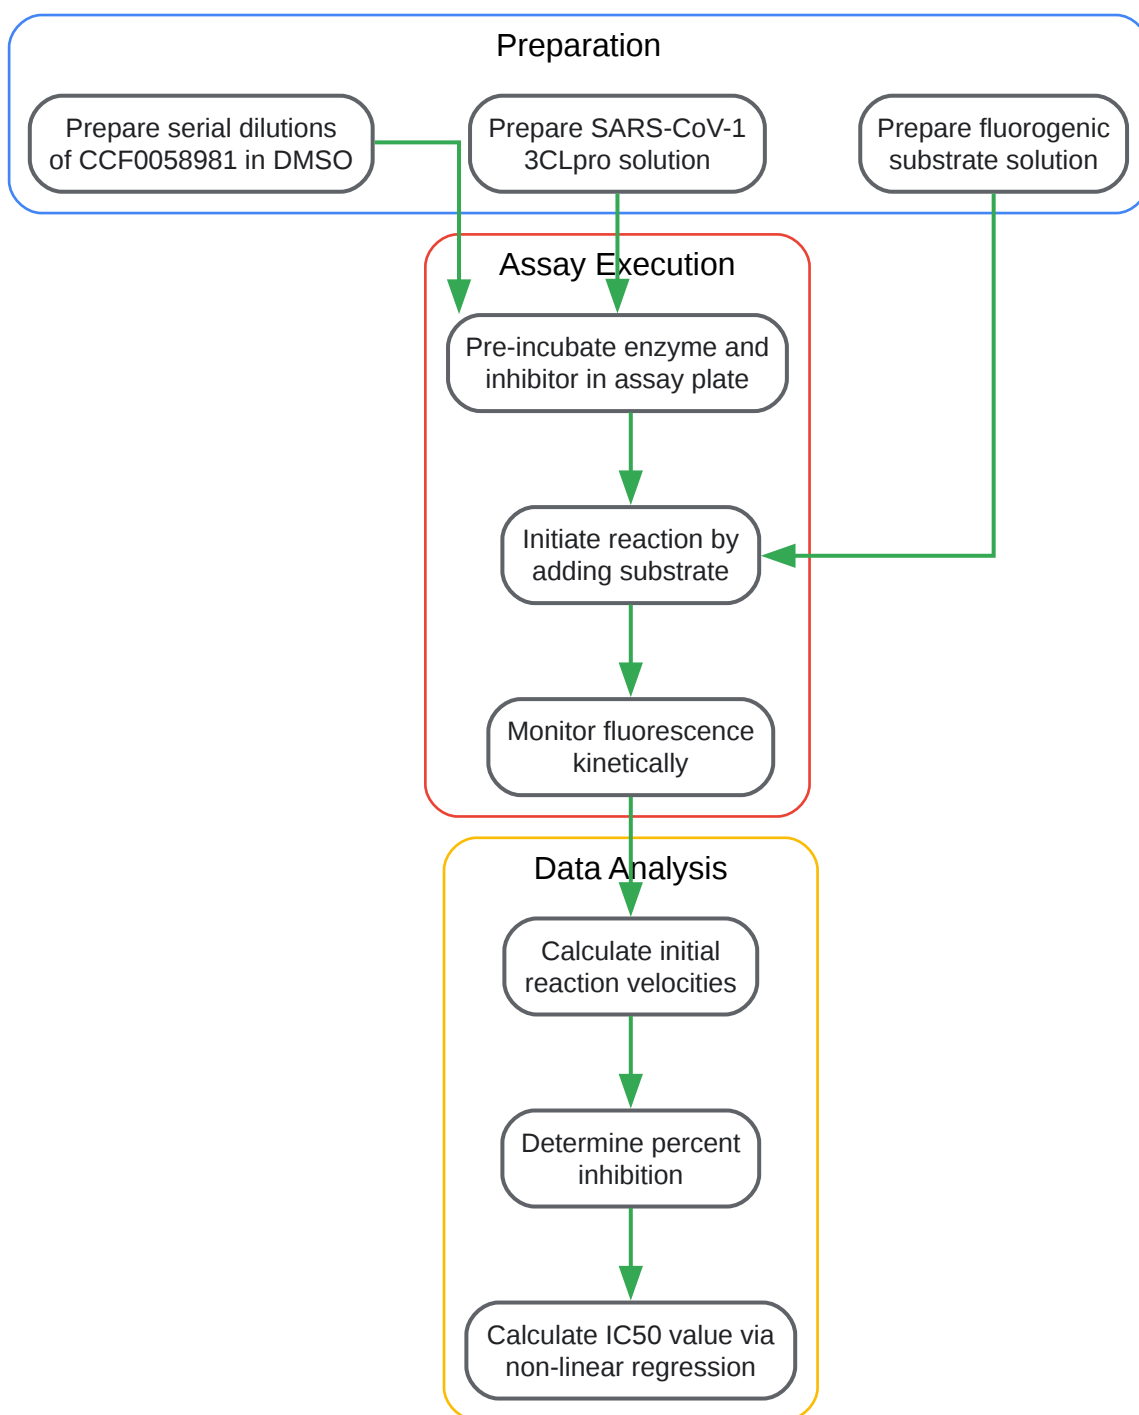 Preparation
Prepare serial dilutions
of CCF0058981 in DMSO
Prepare SARS-CoV-1
3CLpro solution
Prepare fluorogenic
substrate solution
Assay Execution
Pre-incubate enzyme and
inhibitor in assay plate
Initiate reaction by
adding substrate
Monitor fluorescence
kinetically
Data Analysis
Calculate initial
reaction velocities
Determine percent
inhibition
Calculate IC50 value via
non-linear regression